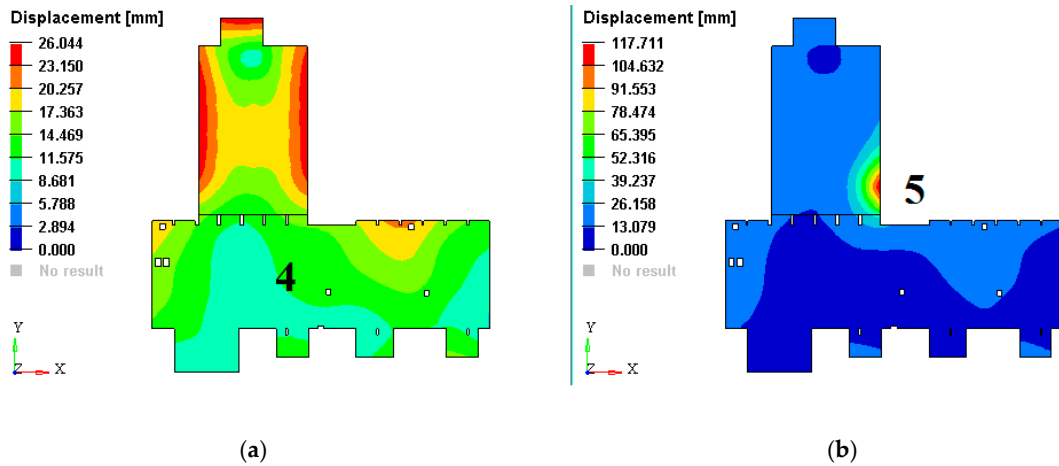 Displacement [mm]
26.044
23.150
20.257
17.363
14.469
11.575
8.681
5.788
2.894
0.000
No result
4
Y
Z
X
(a)
Displacement [mm]
117.711
104.632
91.553
78.474
65.395
52.316
39.237
26.158
13.079
0.000
No result
5
Y
Z
X
(b)